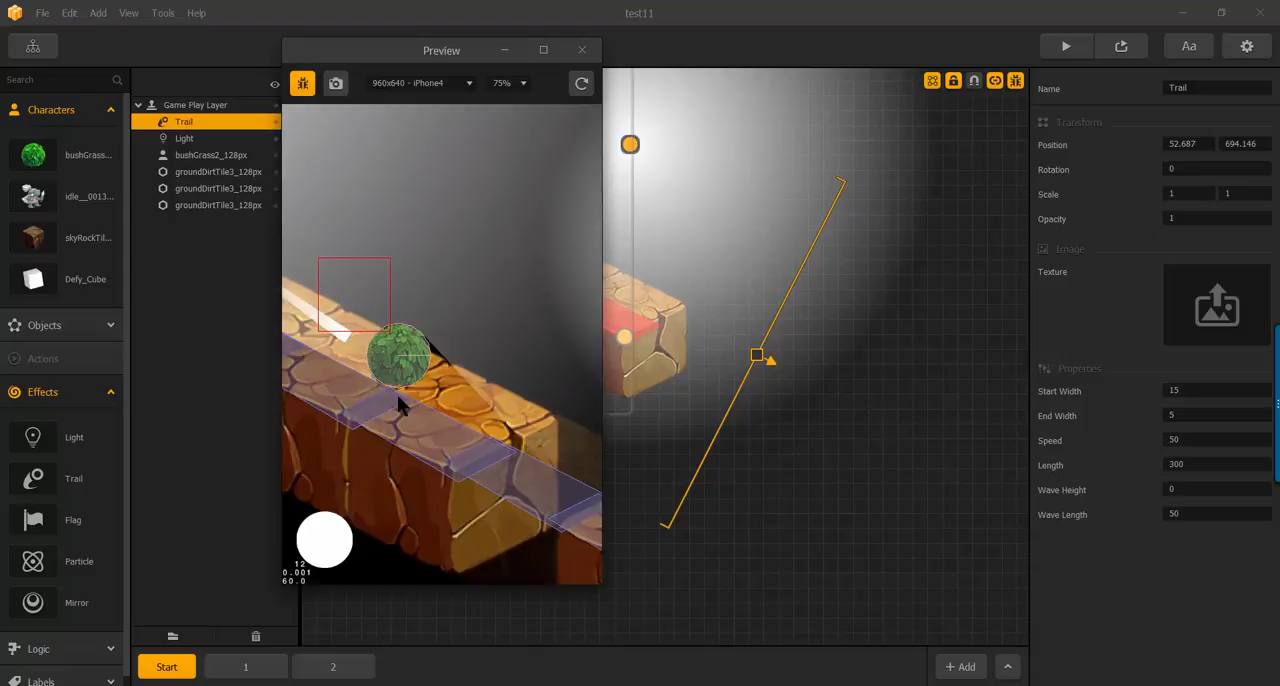 File Edit Add View Tools Help
test11
Aa
Search
Characters
bushGrass...
idle__0013...
skyRockTil...
Defy_Cube
Objects
Actions
Effects
Light
Trail
Flag
Particle
Mirror
Logic
Labels
Game Play Layer
Trail
Light
bushGrass2_128px
groundDirtTile3_128px
groundDirtTile3_128px
groundDirtTile3_128px
Preview
960x640 - iPhone4
75%
12
0.001
60.0
Start
1
2
+ Add
Name Trail
Transform
Position 52.687 694.146
Rotation 0
Scale 1 1
Opacity 1
Image
Texture
Properties
Start Width 15
End Width 5
Speed 50
Length 300
Wave Height 0
Wave Length 50